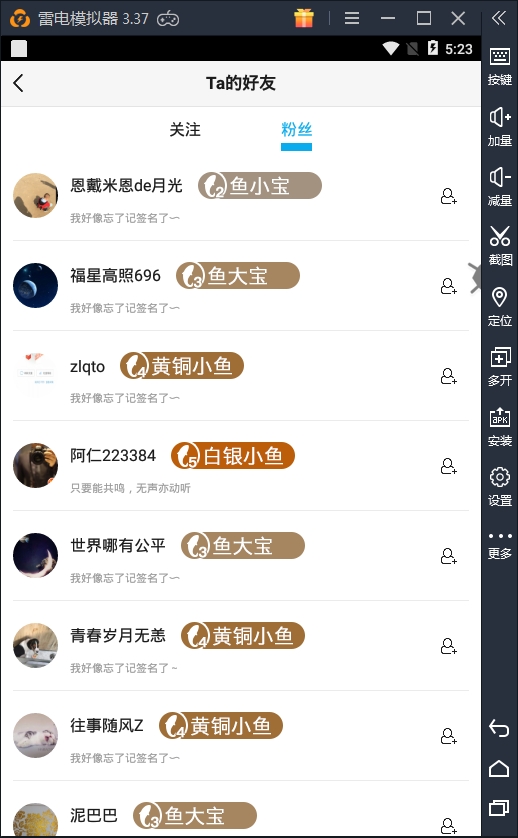 雷电模拟器 3.37
5:23
Ta的好友
关注 粉丝
恩戴米恩de月光 2 鱼小宝
我好像忘了记签名了~~
福星高照696 3 鱼大宝
我好像忘了记签名了~~
zlqto 4 黄铜小鱼
我好像忘了记签名了~~
阿仁223384 5 白银小鱼
只要能共鸣，无声亦动听
世界哪有公平 3 鱼大宝
我好像忘了记签名了~~
青春岁月无恙 4 黄铜小鱼
我好像忘了记签名了~
往事随风Z 4 黄铜小鱼
我好像忘了记签名了~~
泥巴巴 3 鱼大宝
按键
加量
减量
截图
定位
多开
APK
安装
设置
更多